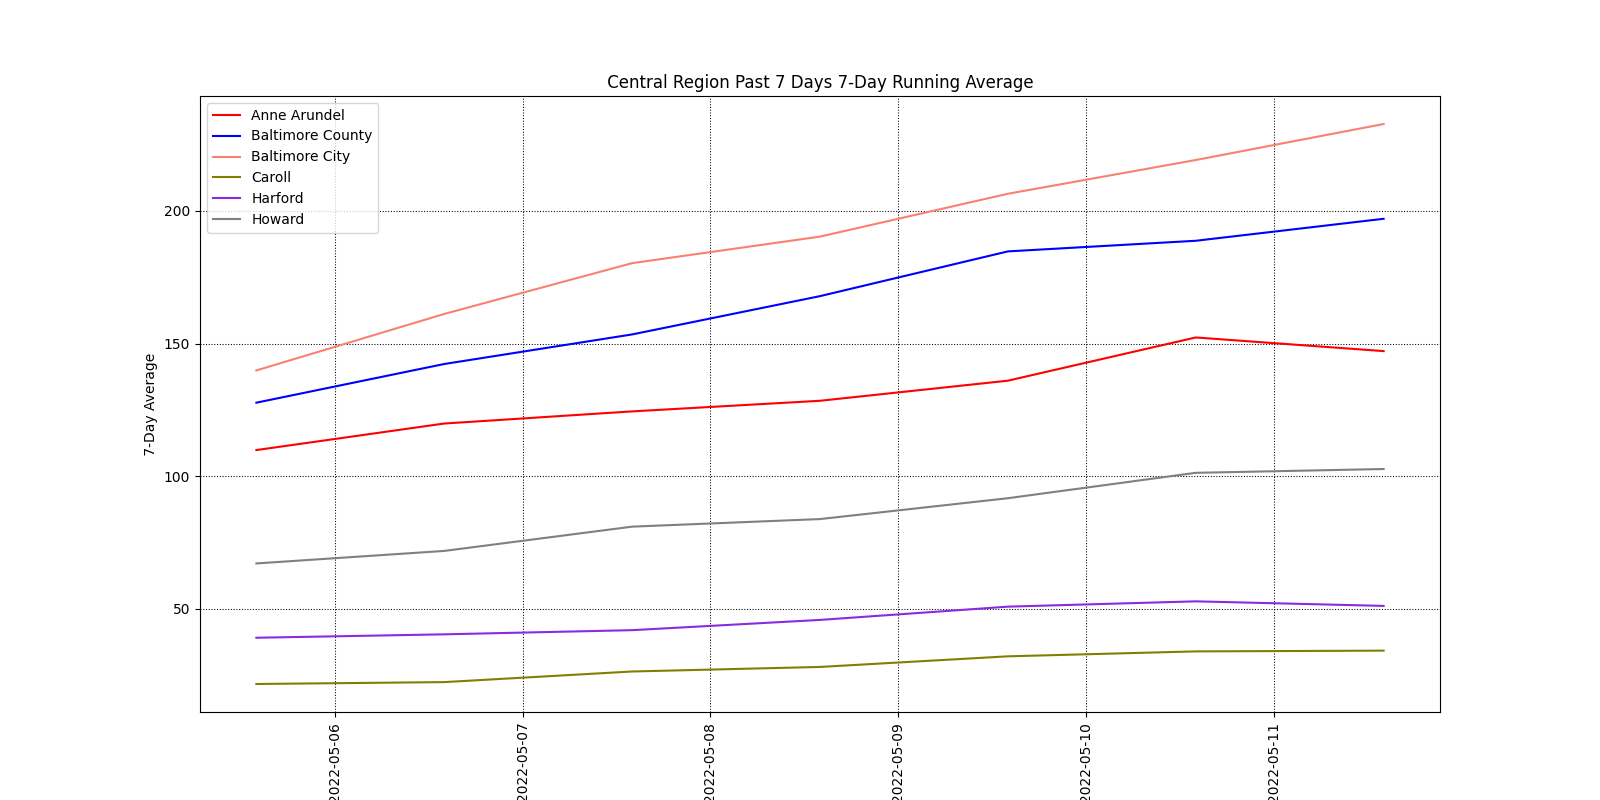 Central Region Past 7 Days 7-Day Running Average
Anne Arundel
Baltimore County
Baltimore City
Caroll
Harford
Howard
7-Day Average
200
150
100
50
2022-05-06
2022-05-07
2022-05-08
2022-05-09
2022-05-10
2022-05-11